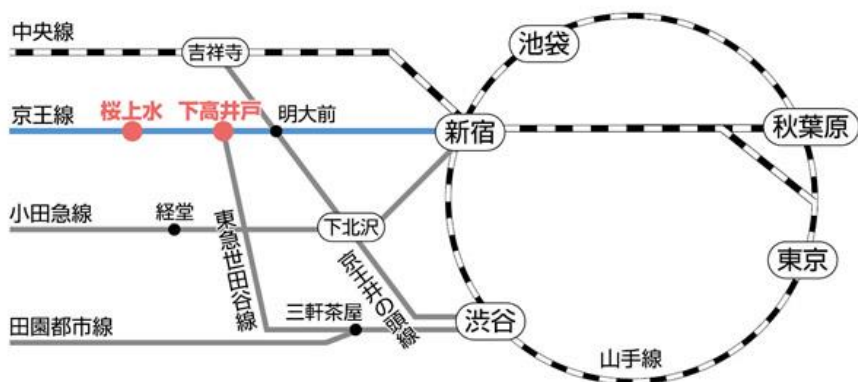 中央線
吉祥寺
池袋
京王線
桜上水
下高井戸
明大前
新宿
秋葉原
小田急線
経堂
東急世田谷線
下北沢
京王井の頭線
東京
田園都市線
三軒茶屋
渋谷
山手線